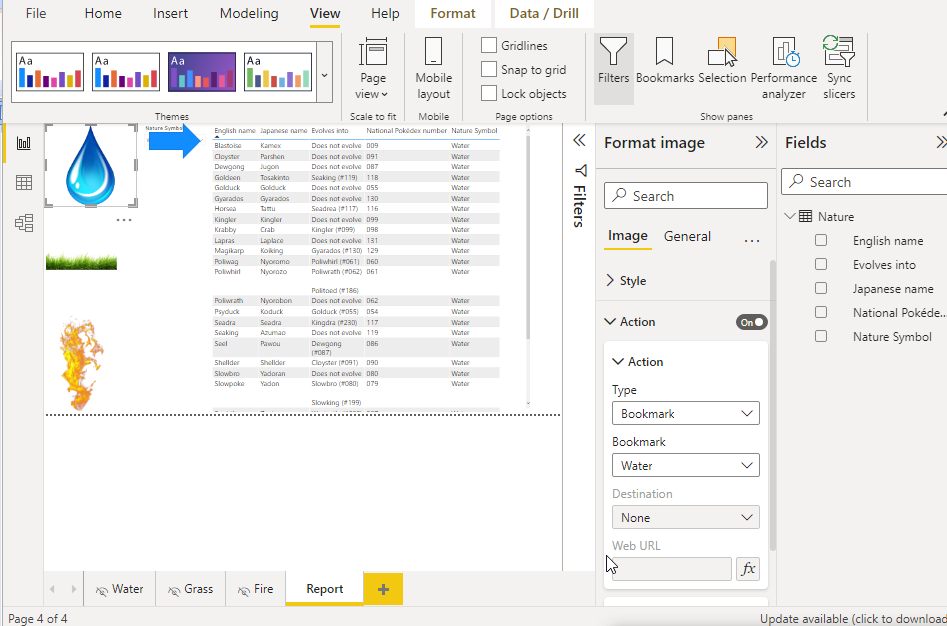 File Home Insert Modeling View Help Format Data / Drill
Aa Aa Aa Aa
Page view
Mobile layout
Gridlines
Snap to grid
Lock objects
Filters Bookmarks Selection Performance analyzer Sync slicers
Themes Scale to fit Mobile Page options Show panes
Nature Symbol
English name Japanese name Evolves into National Pokédex number Nature Symbol
Blastoise Kamex Does not evolve 009 Water
Cloyster Parshen Does not evolve 091 Water
Dewgong Jugon Does not evolve 087 Water
Goldeen Tosakinto Seaking (#119) 118 Water
Golduck Golduck Does not evolve 055 Water
Gyarados Gyarados Does not evolve 130 Water
Horsea Tattu Seadrea (#117) 116 Water
Kingler Kingler Does not evolve 099 Water
Krabby Crab Kingler (#099) 098 Water
Lapras Laplace Does not evolve 131 Water
Magikarp Koiking Gyarados (#130) 129 Water
Poliwag Nyoromo Poliwhirl (#061) 060 Water
Poliwhirl Nyorozo Poliwrath (#062) 061 Water
Politoed (#186)
Poliwrath Nyorobon Does not evolve 062 Water
Psyduck Koduck Golduck (#055) 054 Water
Seadra Seadra Kingdra (#230) 117 Water
Seaking Azumao Does not evolve 119 Water
Seel Pawou Dewgong (#087) 086 Water
Shellder Shellder Cloyster (#091) 090 Water
Slowbro Yadoran Does not evolve 080 Water
Slowpoke Yadon Slowbro (#080) 079 Water
Slowking (#199)
Filters
Format image
Search
Image General
Style
Action On
Action
Type
Bookmark
Bookmark
Water
Destination
None
Web URL
fx
Fields
Search
Nature
English name
Evolves into
Japanese name
National Pokéde...
Nature Symbol
Water Grass Fire Report +
Page 4 of 4
Update available (click to download